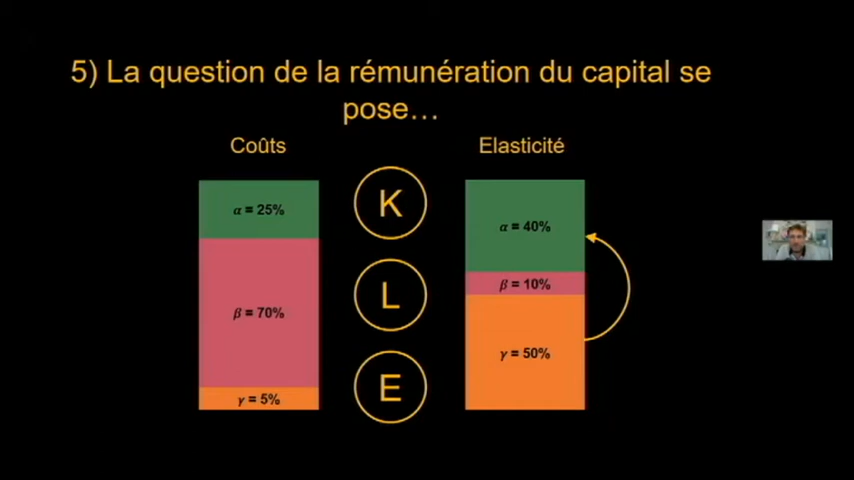 5) La question de la rémunération du capital se
pose…
Coûts
Elasticité
α = 25%
K
α = 40%
β = 70%
L
β = 10%
γ = 5%
E
γ = 50%